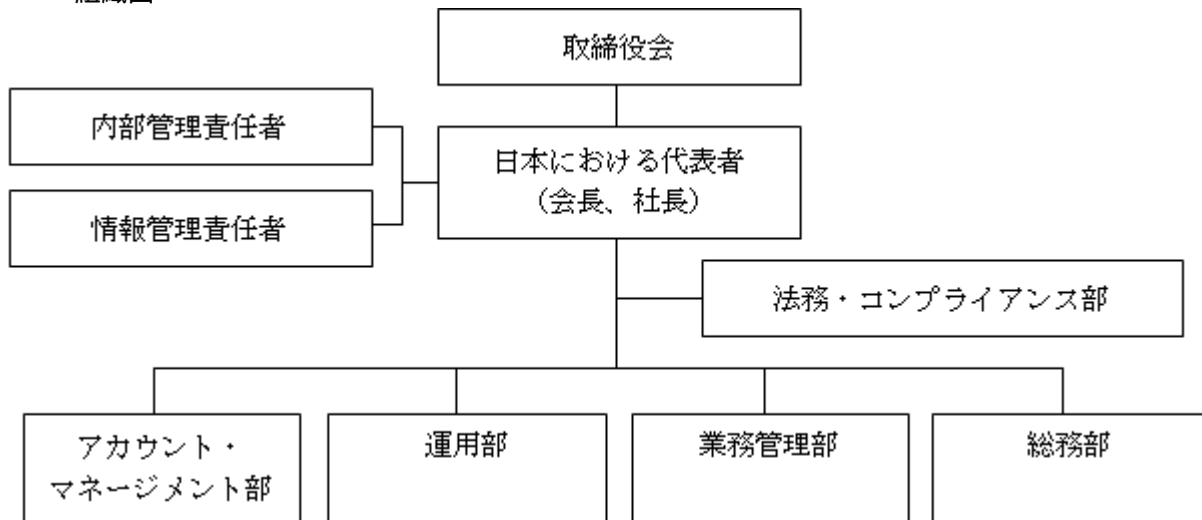 組織図
取締役会
内部管理責任者
日本における代表者
（会長、社長）
情報管理責任者
法務・コンプライアンス部
アカウント・
マネージメント部
運用部
業務管理部
総務部